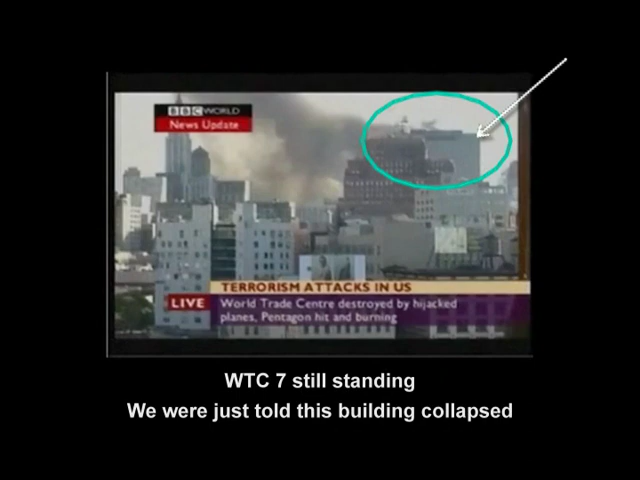 BBC WORLD
News Update
TERRORISM ATTACKS IN US
LIVE
World Trade Centre destroyed by hijacked
planes, Pentagon hit and burning
WTC 7 still standing
We were just told this building collapsed